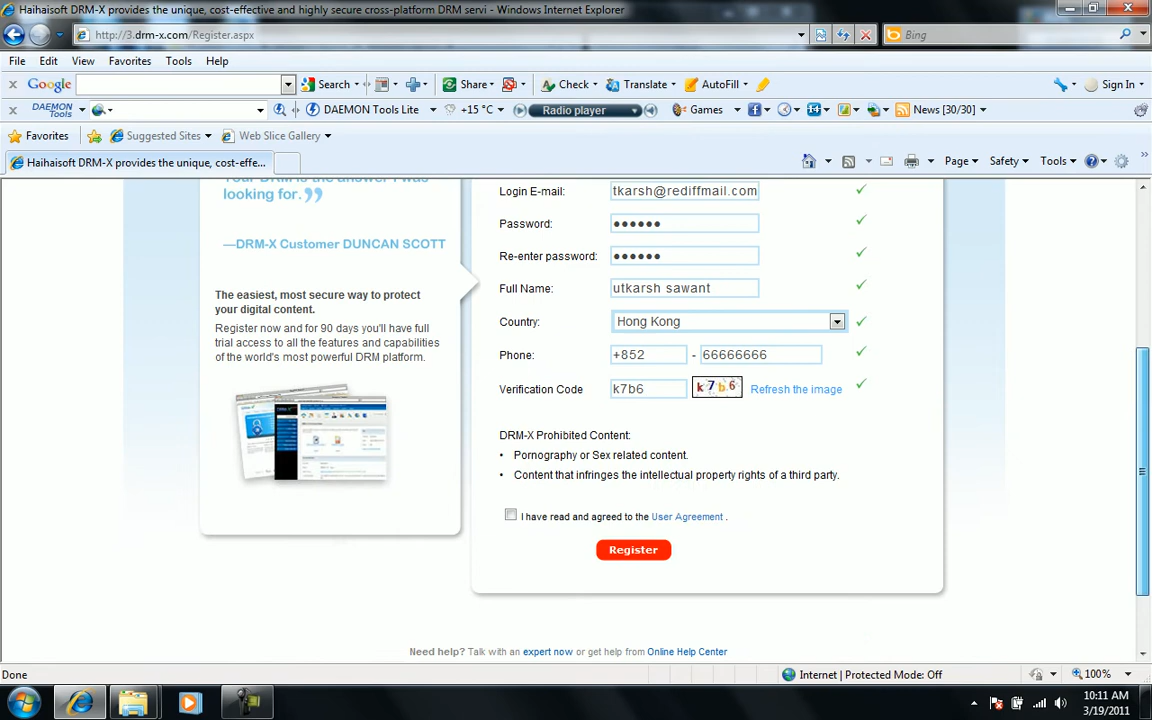 Haihaisoft DRM-X provides the unique, cost-effective and highly secure cross-platform DRM servi - Windows Internet Explorer
http://3.drm-x.com/Register.aspx
Bing
File Edit View Favorites Tools Help
x Google Search Share Check Translate AutoFill Sign In
x DAEMON Tools DAEMON Tools Lite +15 °C Radio player Games News [30/30]
Favorites Suggested Sites Web Slice Gallery
Haihaisoft DRM-X provides the unique, cost-effe... Page Safety Tools
Your DRM is the answer I was
looking for.”
—DRM-X Customer DUNCAN SCOTT
The easiest, most secure way to protect
your digital content.
Register now and for 90 days you'll have full
trial access to all the features and capabilities
of the world's most powerful DRM platform.
Login E-mail: tkarsh@rediffmail.com
Password: ●●●●●●
Re-enter password: ●●●●●●
Full Name: utkarsh sawant
Country: Hong Kong
Phone: +852 - 66666666
Verification Code k7b6 k7b6 Refresh the image
DRM-X Prohibited Content:
• Pornography or Sex related content.
• Content that infringes the intellectual property rights of a third party.
I have read and agreed to the User Agreement .
Register
Need help? Talk with an expert now or get help from Online Help Center
Done Internet | Protected Mode: Off 100%
10:11 AM
3/19/2011